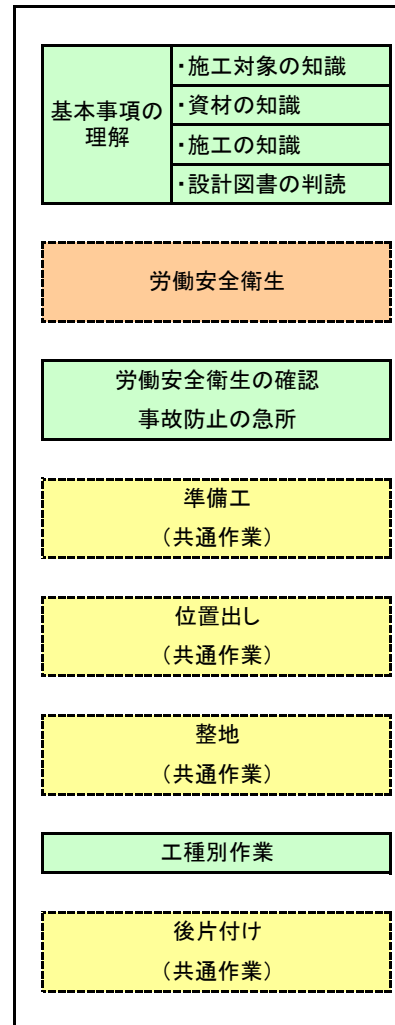 基本事項の
理解
・施工対象の知識
・資材の知識
・施工の知識
・設計図書の判読
労働安全衛生
労働安全衛生の確認
事故防止の急所
準備工
（共通作業）
位置出し
（共通作業）
整地
（共通作業）
工種別作業
後片付け
（共通作業）